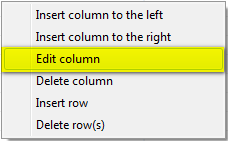 Insert column to the left
Insert column to the right
Edit column
Delete column
Insert row
Delete row(s)